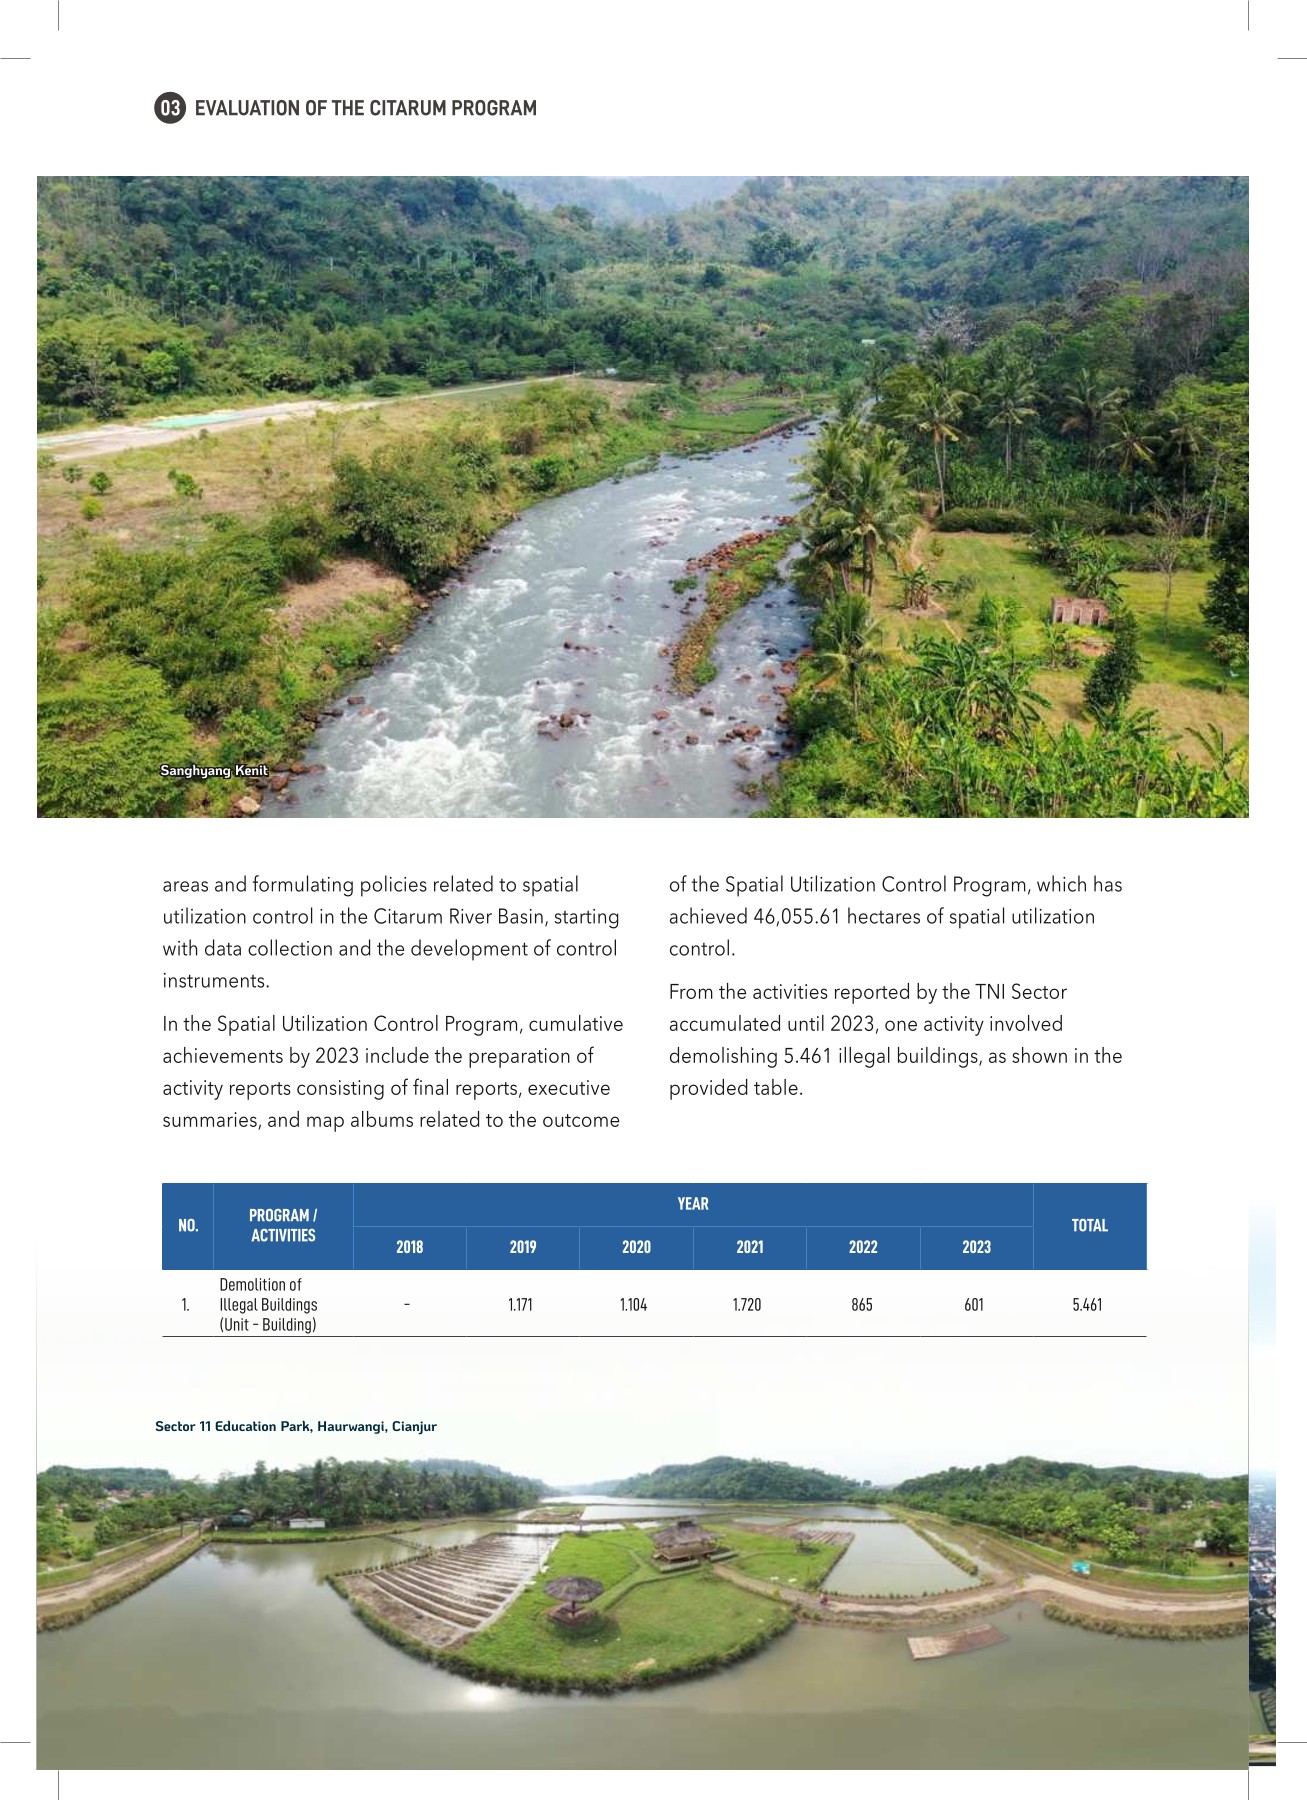 03 EVALUATION OF THE CITARUM PROGRAM
Sanghyang Kenit
areas and formulating policies related to spatial
utilization control in the Citarum River Basin, starting
with data collection and the development of control
instruments.
In the Spatial Utilization Control Program, cumulative
achievements by 2023 include the preparation of
activity reports consisting of final reports, executive
summaries, and map albums related to the outcome
of the Spatial Utilization Control Program, which has
achieved 46,055.61 hectares of spatial utilization
control.
From the activities reported by the TNI Sector
accumulated until 2023, one activity involved
demolishing 5.461 illegal buildings, as shown in the
provided table.
NO. PROGRAM / ACTIVITIES YEAR TOTAL
2018 2019 2020 2021 2022 2023
1. Demolition of Illegal Buildings (Unit - Building) - 1.171 1.104 1.720 865 601 5.461
Sector 11 Education Park, Haurwangi, Cianjur